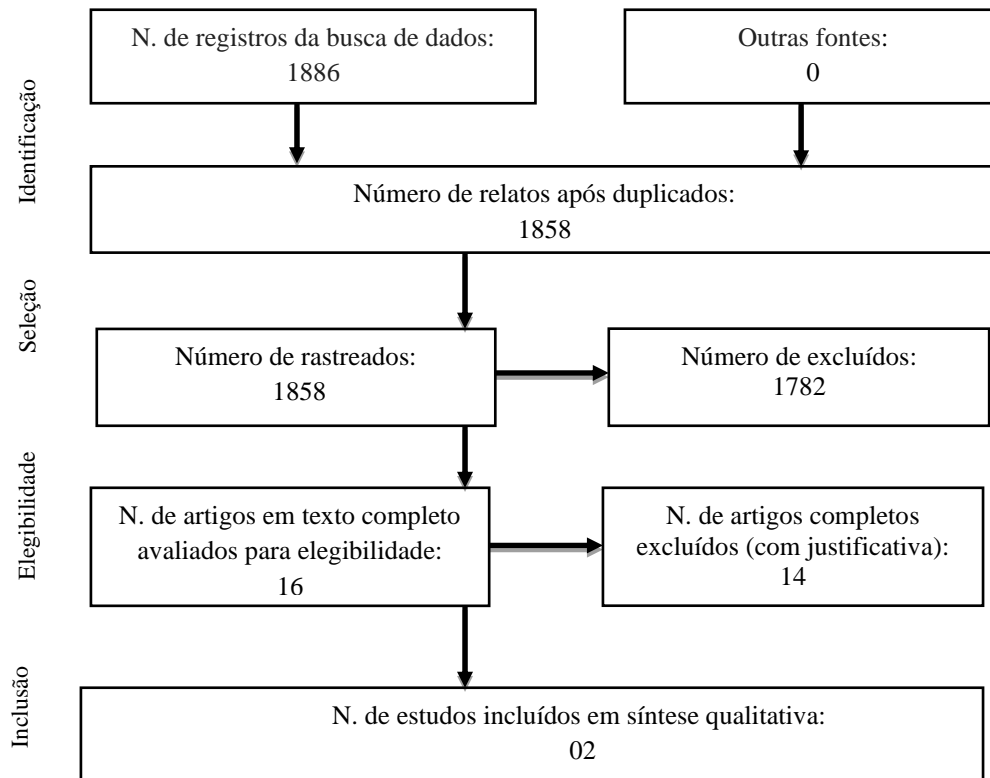 Identificação
N. de registros da busca de dados:
1886
Outras fontes:
0
Número de relatos após duplicados:
1858
Seleção
Número de rastreados:
1858
Número de excluídos:
1782
Elegibilidade
N. de artigos em texto completo
avaliados para elegibilidade:
16
N. de artigos completos
excluídos (com justificativa):
14
Inclusão
N. de estudos incluídos em síntese qualitativa:
02